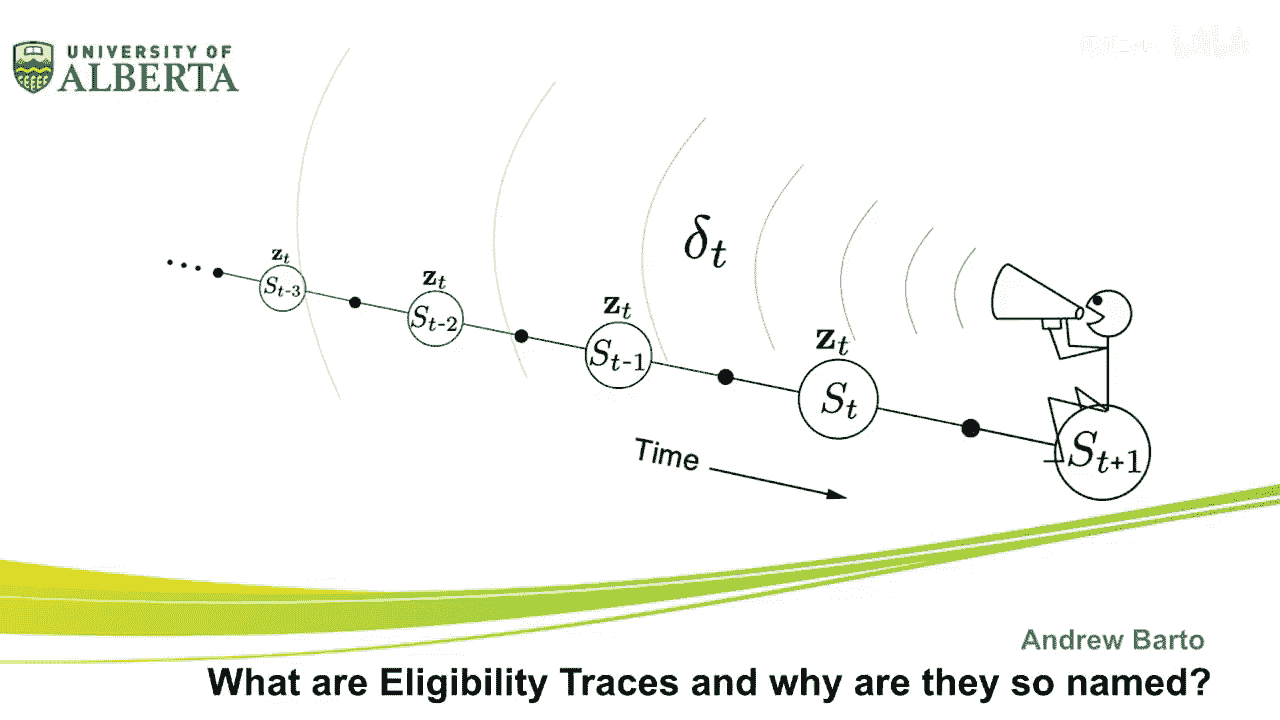 UNIVERSITY OF
ALBERTA
δt
zt
St-3
zt
St-2
zt
St-1
zt
St
St+1
Time
Andrew Barto
What are Eligibility Traces and why are they so named?